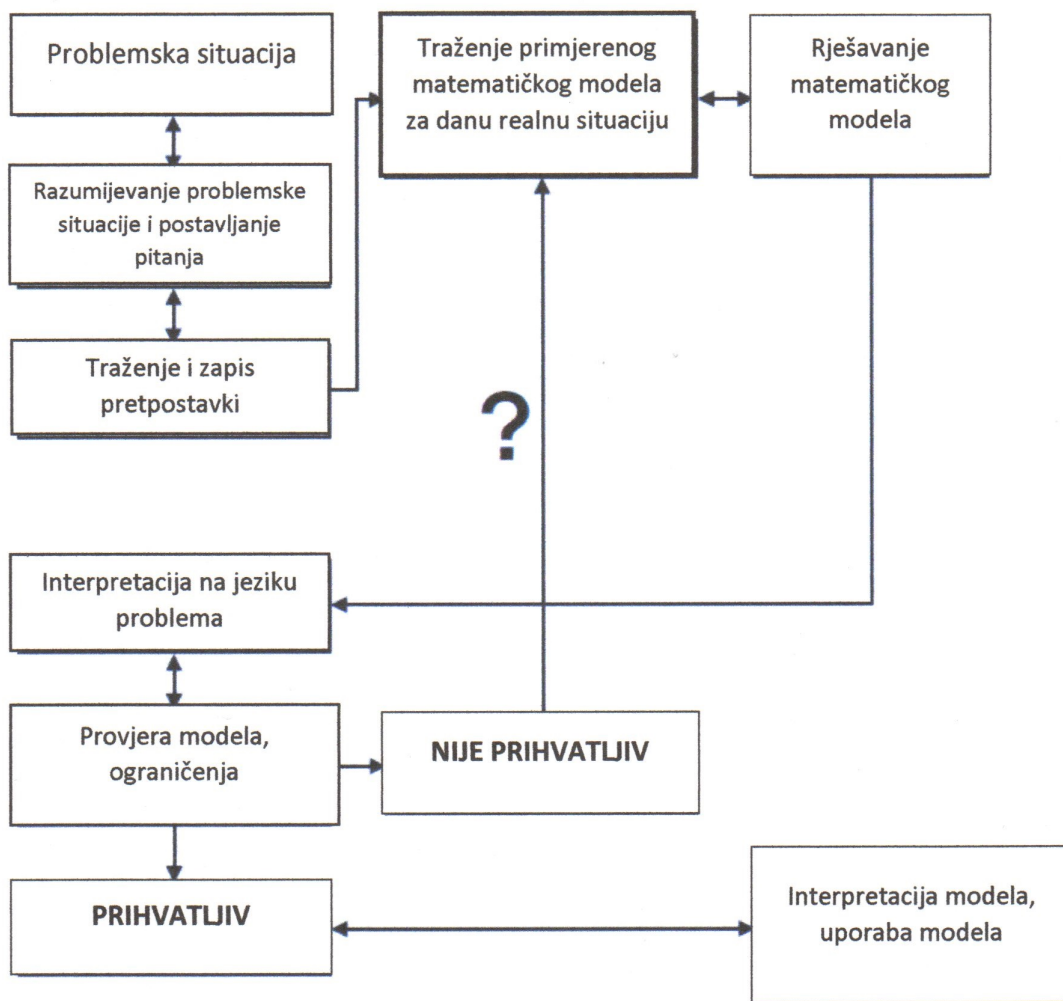 Problemska situacija
Razumijevanje problemske
situacije i postavljanje
pitanja
Traženje i zapis
pretpostavki
Traženje primjerenog
matematičkog modela
za danu realnu situaciju
Rješavanje
matematičkog
modela
?
Interpretacija na jeziku
problema
Provjera modela,
ograničenja
NIJE PRIHVATLJIV
PRIHVATLJIV
Interpretacija modela,
uporaba modela